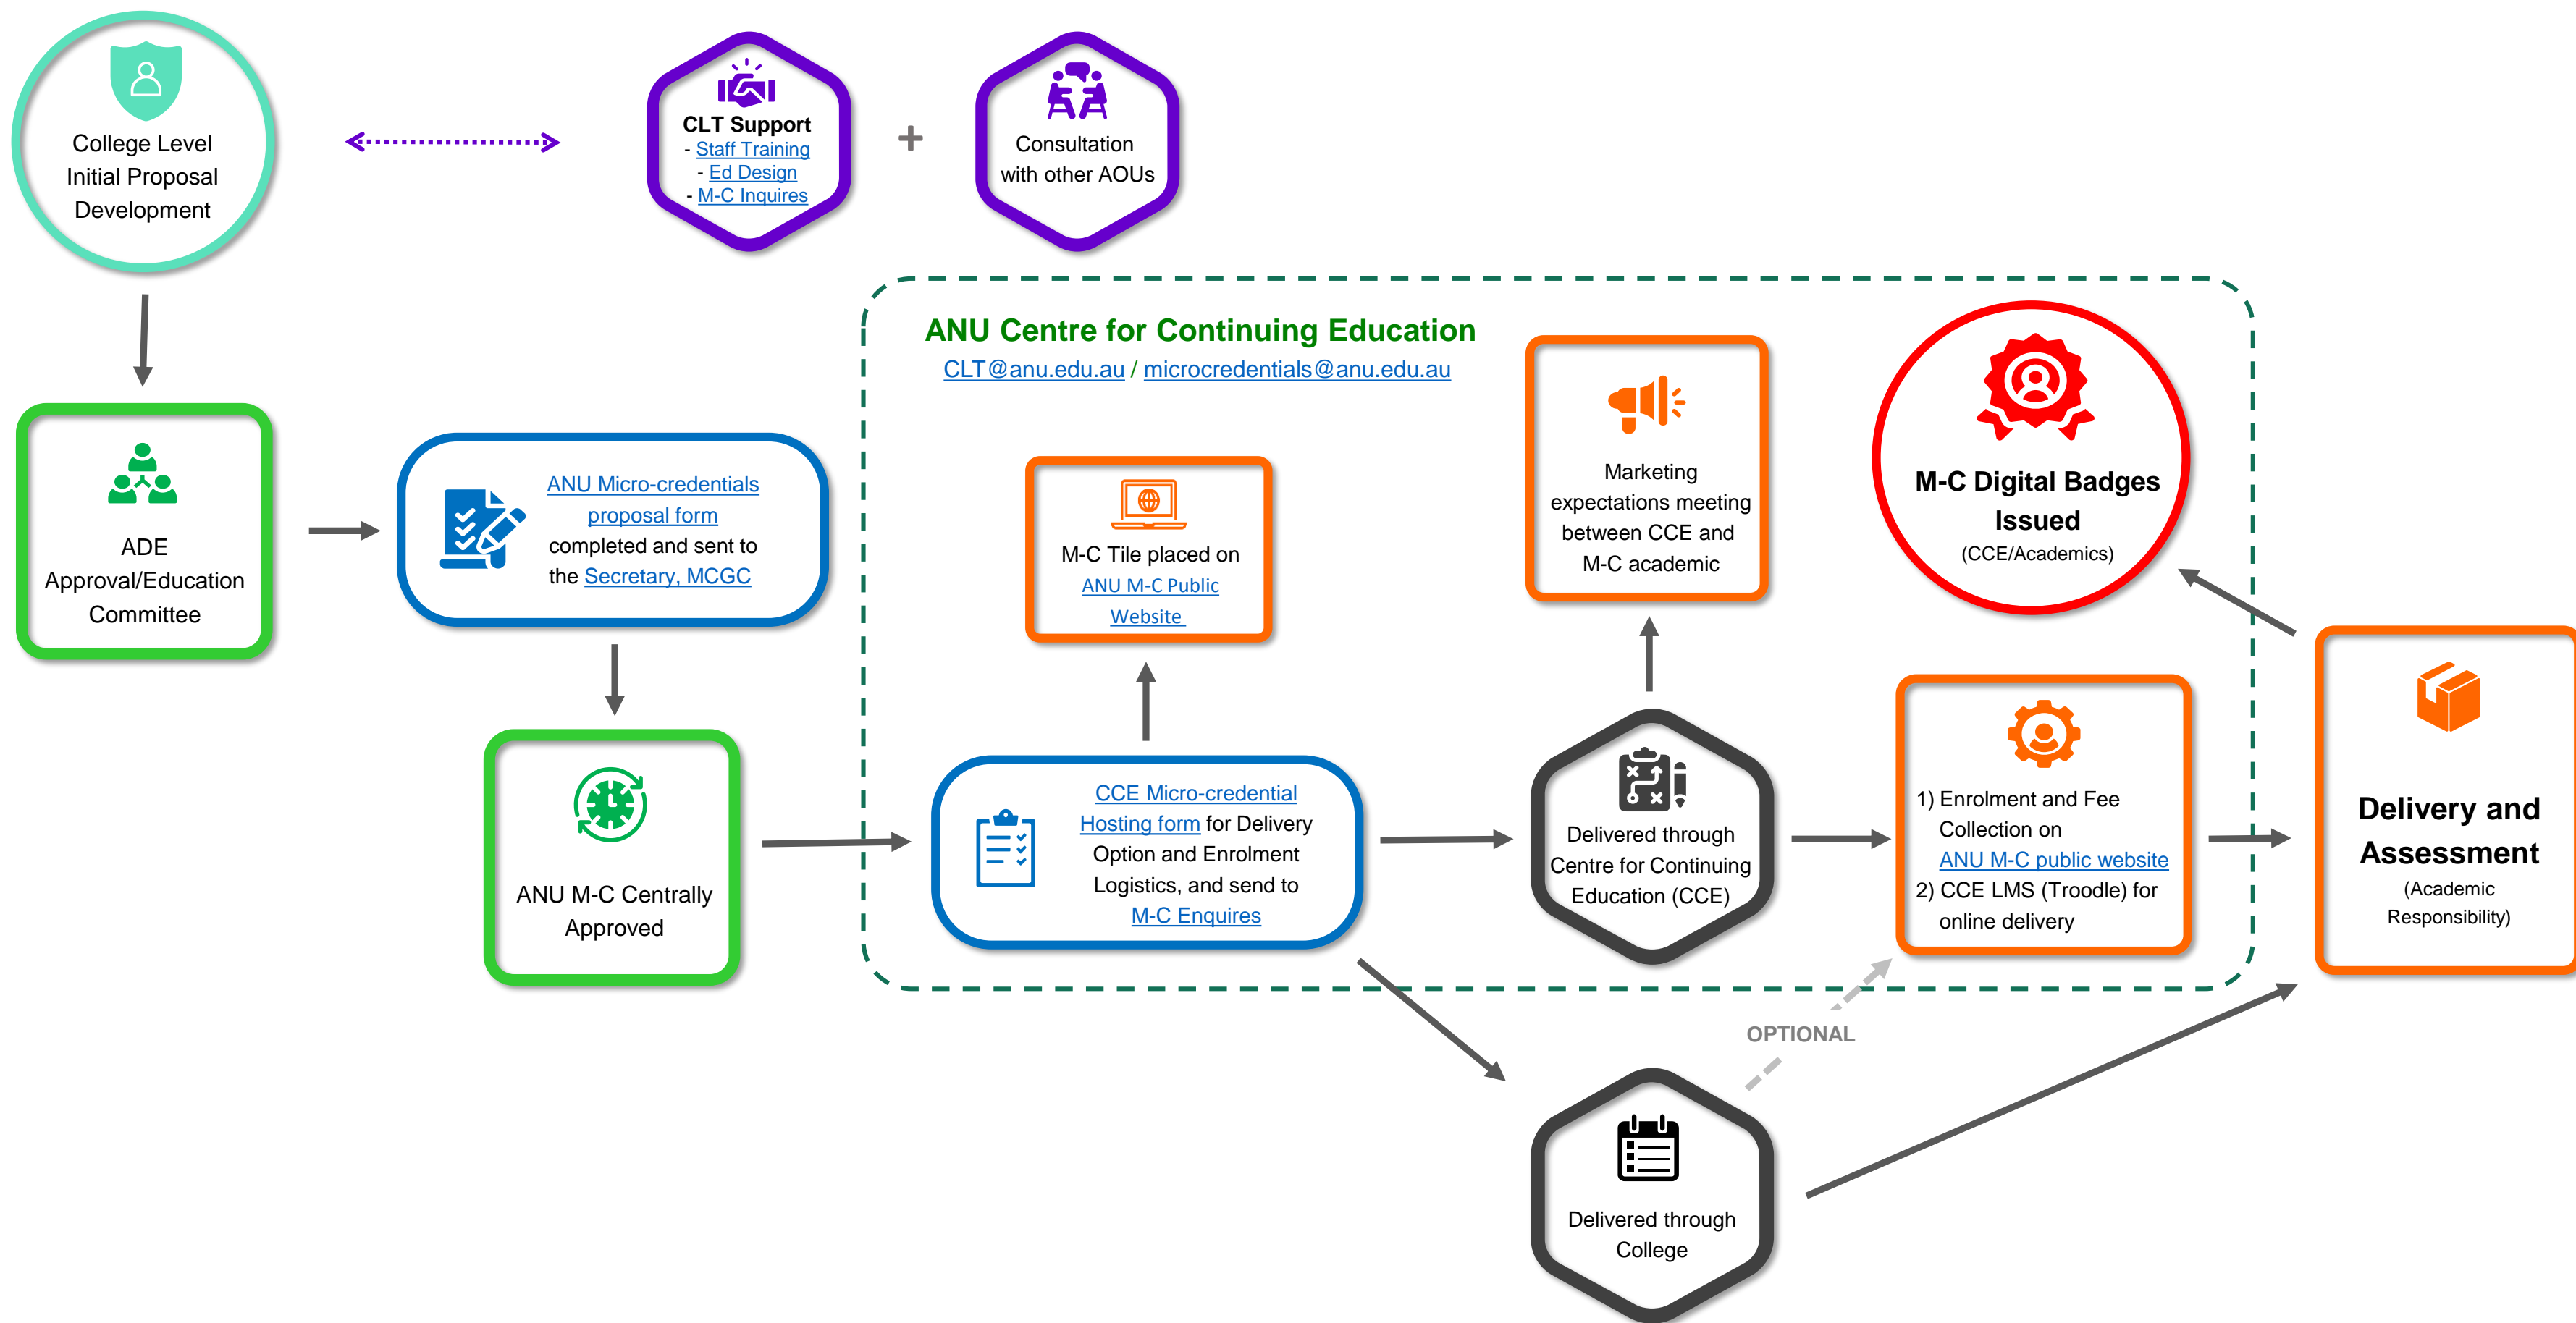 College Level
Initial Proposal
Development
CLT Support
- Staff Training
- Ed Design
- M-C Inquires
+
Consultation
with other AOUs
ADE
Approval/Education
Committee
ANU Micro-credentials
proposal form
completed and sent to
the Secretary, MCGC
ANU M-C Centrally
Approved
ANU Centre for Continuing Education
CLT@anu.edu.au / microcredentials@anu.edu.au
M-C Tile placed on
ANU M-C Public
Website
CCE Micro-credential
Hosting form for Delivery
Option and Enrolment
Logistics, and send to
M-C Enquires
Marketing
expectations meeting
between CCE and
M-C academic
Delivered through
Centre for Continuing
Education (CCE)
M-C Digital Badges
Issued
(CCE/Academics)
1) Enrolment and Fee
Collection on
ANU M-C public website
2) CCE LMS (Troodle) for
online delivery
Delivery and
Assessment
(Academic
Responsibility)
OPTIONAL
Delivered through
College